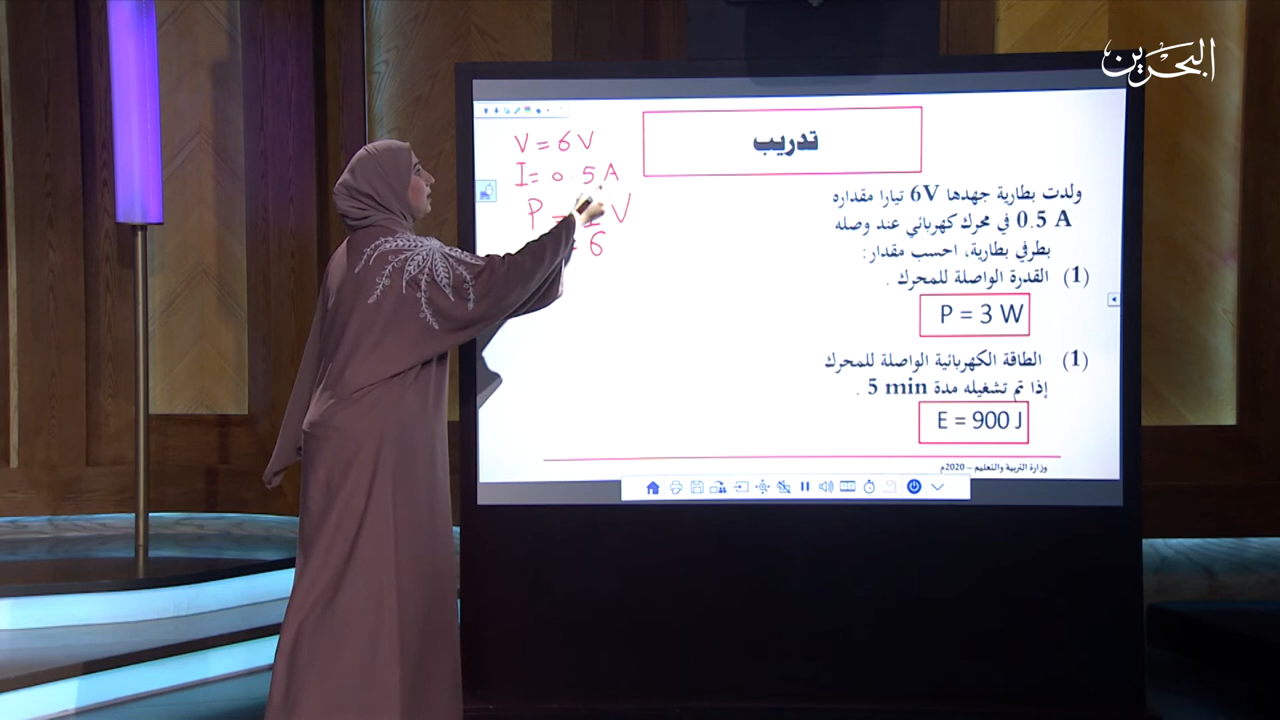 البحرين
تدريب
V = 6 V
I = 0.5 A
P = I V
= 6
ولدت بطارية جهدها 6V تيارا مقداره
0.5 A في محرك كهربائي عند وصله
بطرفي بطارية، احسب مقدار:
(1) القدرة الواصلة للمحرك .
P = 3 W
(1) الطاقة الكهربائية الواصلة للمحرك
إذا تم تشغيله مدة 5 min .
E = 900 J
وزارة التربية والتعليم – 2020م